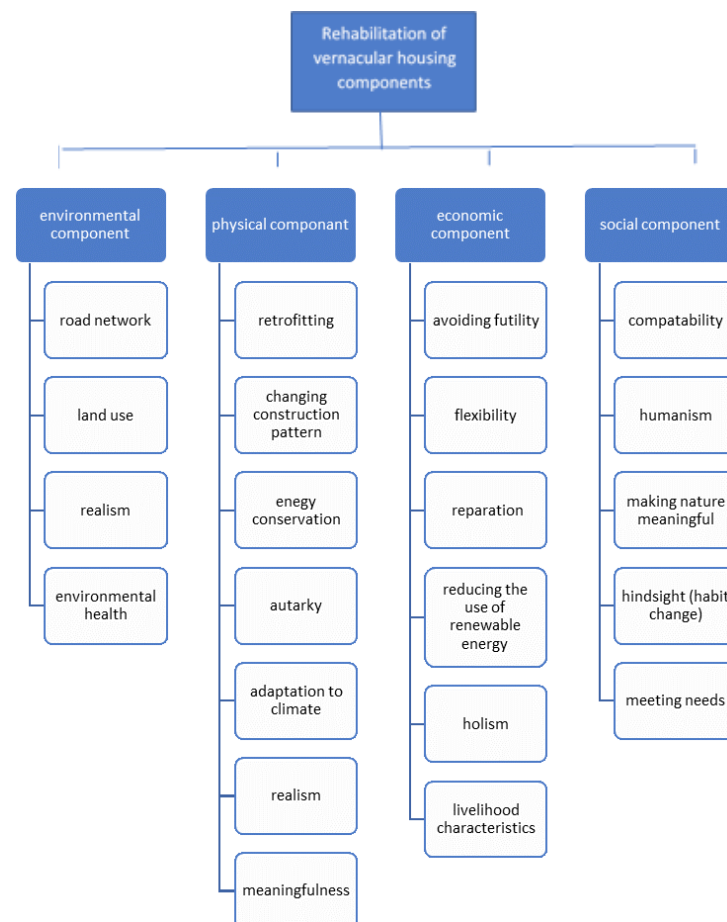 Rehabilitation of
vernacular housing
components
environmental
component
road network
land use
realism
environmental
health
physical componant
retrofitting
changing
construction
pattern
enegy
conservation
autarky
adaptation to
climate
realism
meaningfulness
economic
component
avoiding futility
flexibility
reparation
reducing the
use of
renewable
energy
holism
livelihood
characteristics
social component
compatability
humanism
making nature
meaningful
hindsight (habit
change)
meeting needs